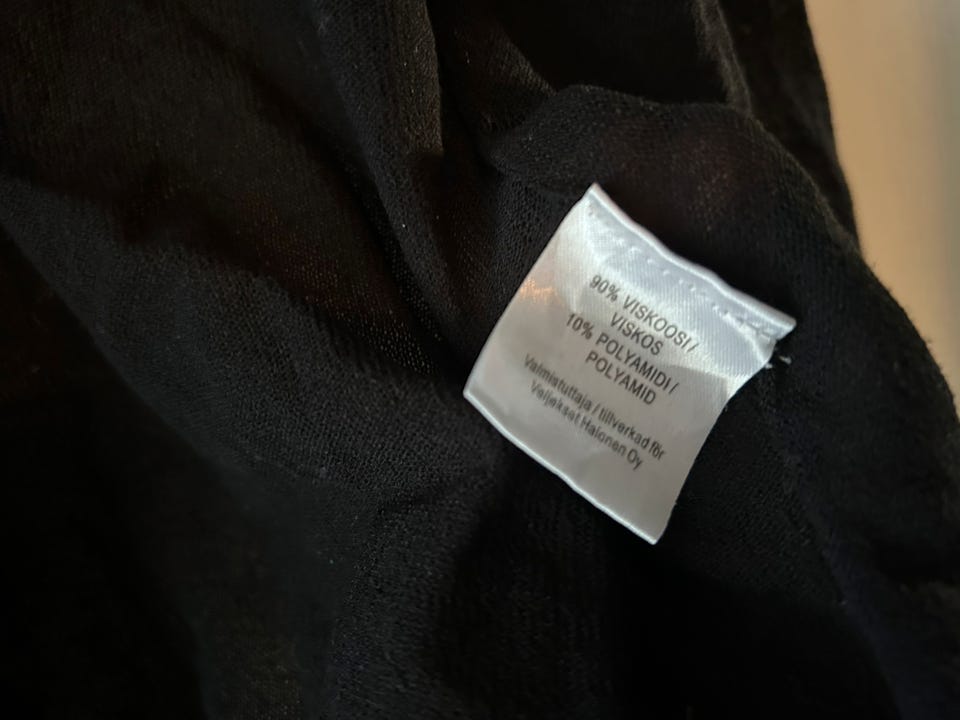 90% VISKOOSI /
VISKOS
10% POLYAMIDI /
POLYAMID
Valmistuttaja / tillverkad för
Veljekset Halonen Oy